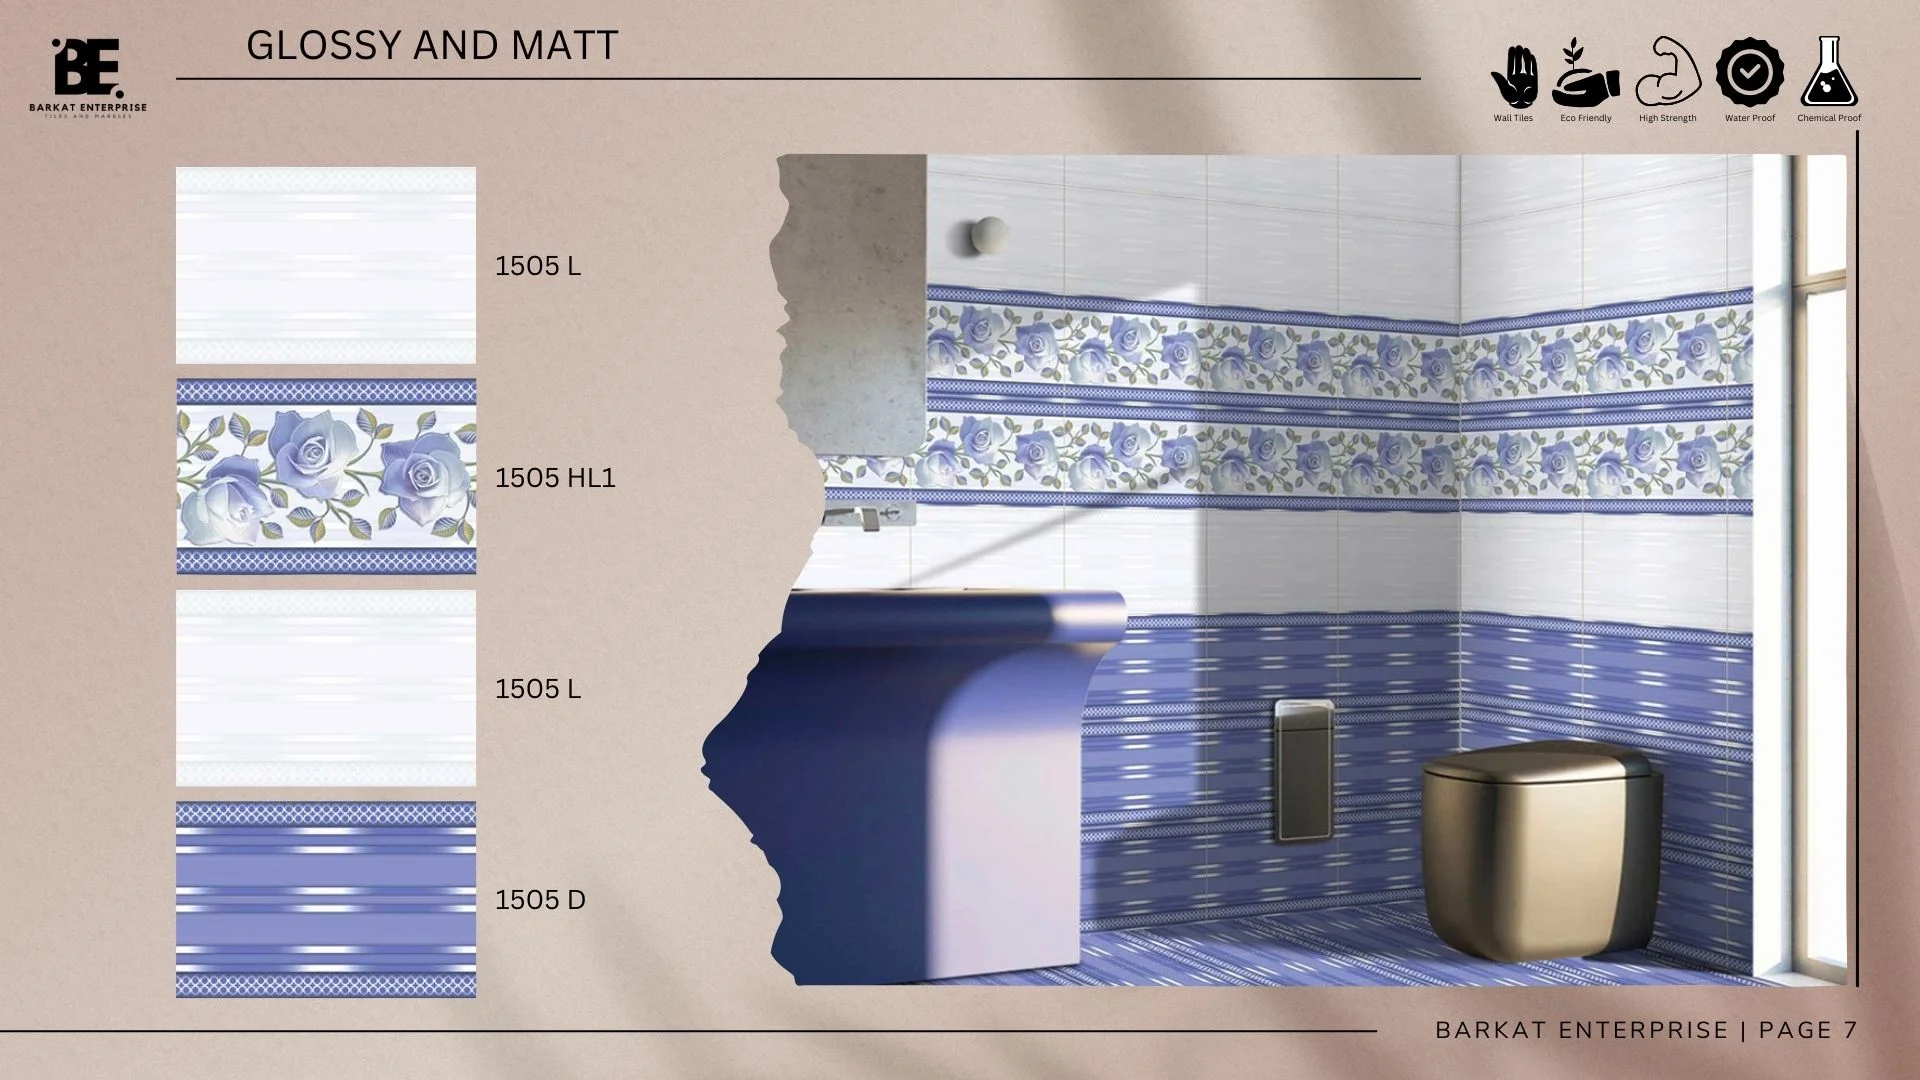 BE
BARKAT ENTERPRISE
TILES AND MARBLES
GLOSSY AND MATT
Wall Tiles
Eco Friendly
High Strength
Water Proof
Chemical Proof
1505 L
1505 HL1
1505 L
1505 D
BARKAT ENTERPRISE | PAGE 7